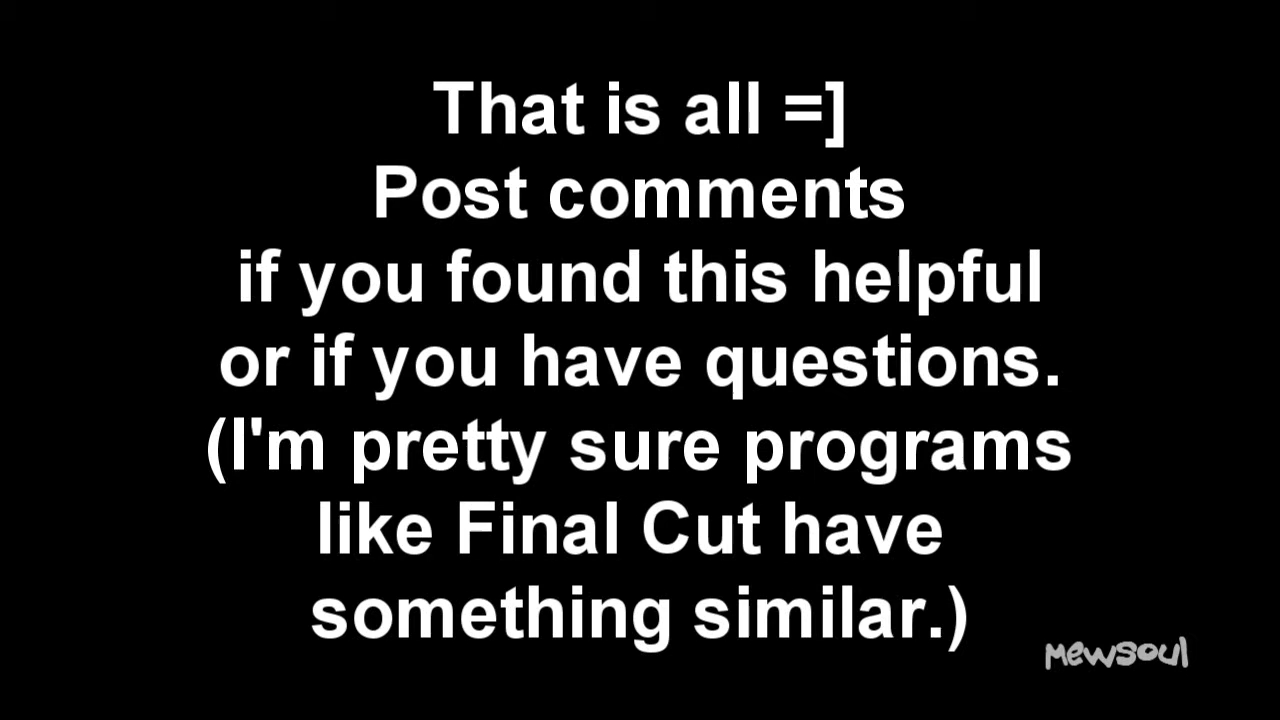 That is all =]
Post comments
if you found this helpful
or if you have questions.
(I'm pretty sure programs
like Final Cut have
something similar.)
mewsoul